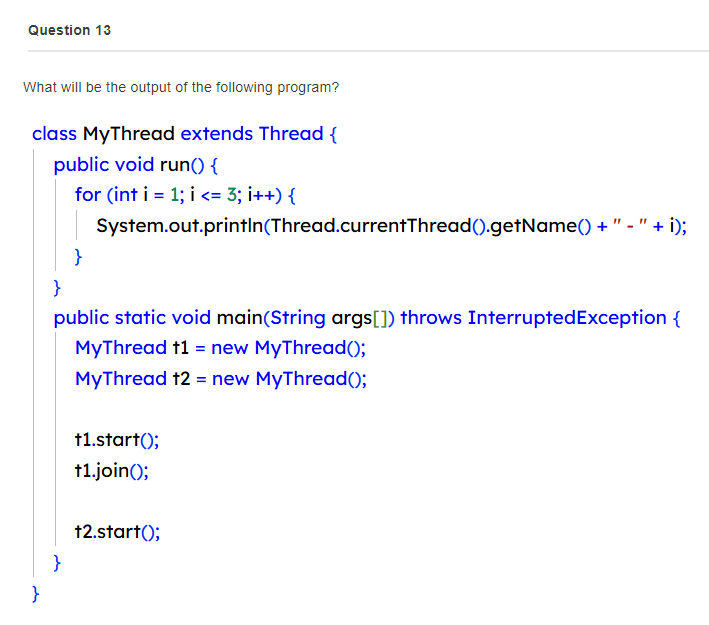 Question 13
What will be the output of the following program?
class MyThread extends Thread {
public void run() {
for (int i = 1; i <= 3; i++) {
System.out.println(Thread.currentThread().getName() + " - " + i);
}
}
public static void main(String args[]) throws InterruptedException {
MyThread t1 = new MyThread();
MyThread t2 = new MyThread();
t1.start();
t1.join();
t2.start();
}
}